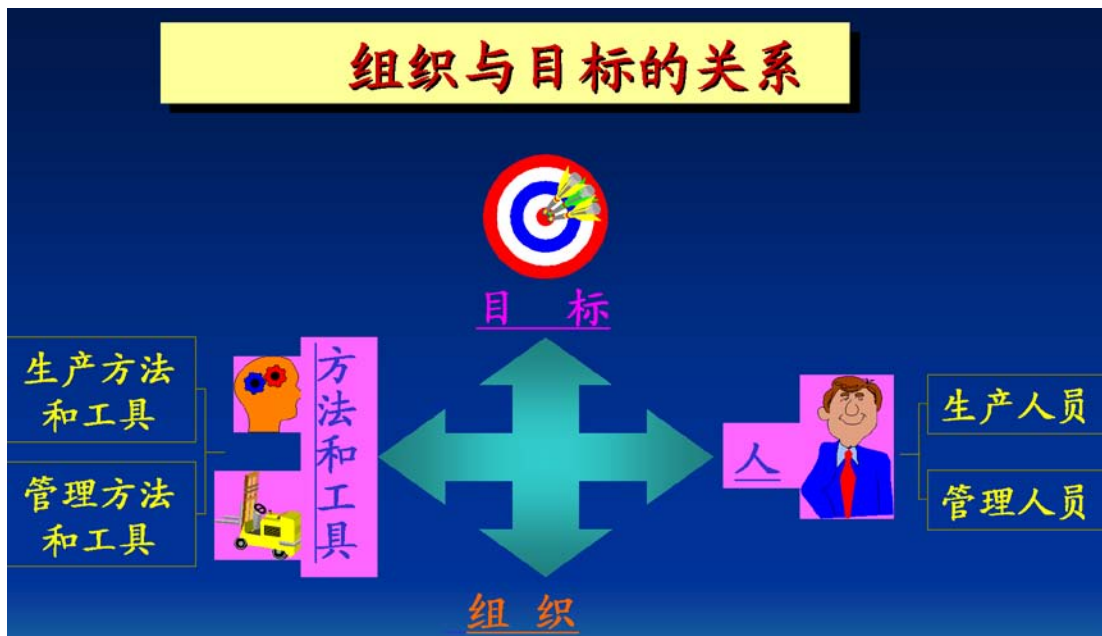 组织与目标的关系
目 标
生产方法
和工具
管理方法
和工具
方法和工具
人
生产人员
管理人员
组 织